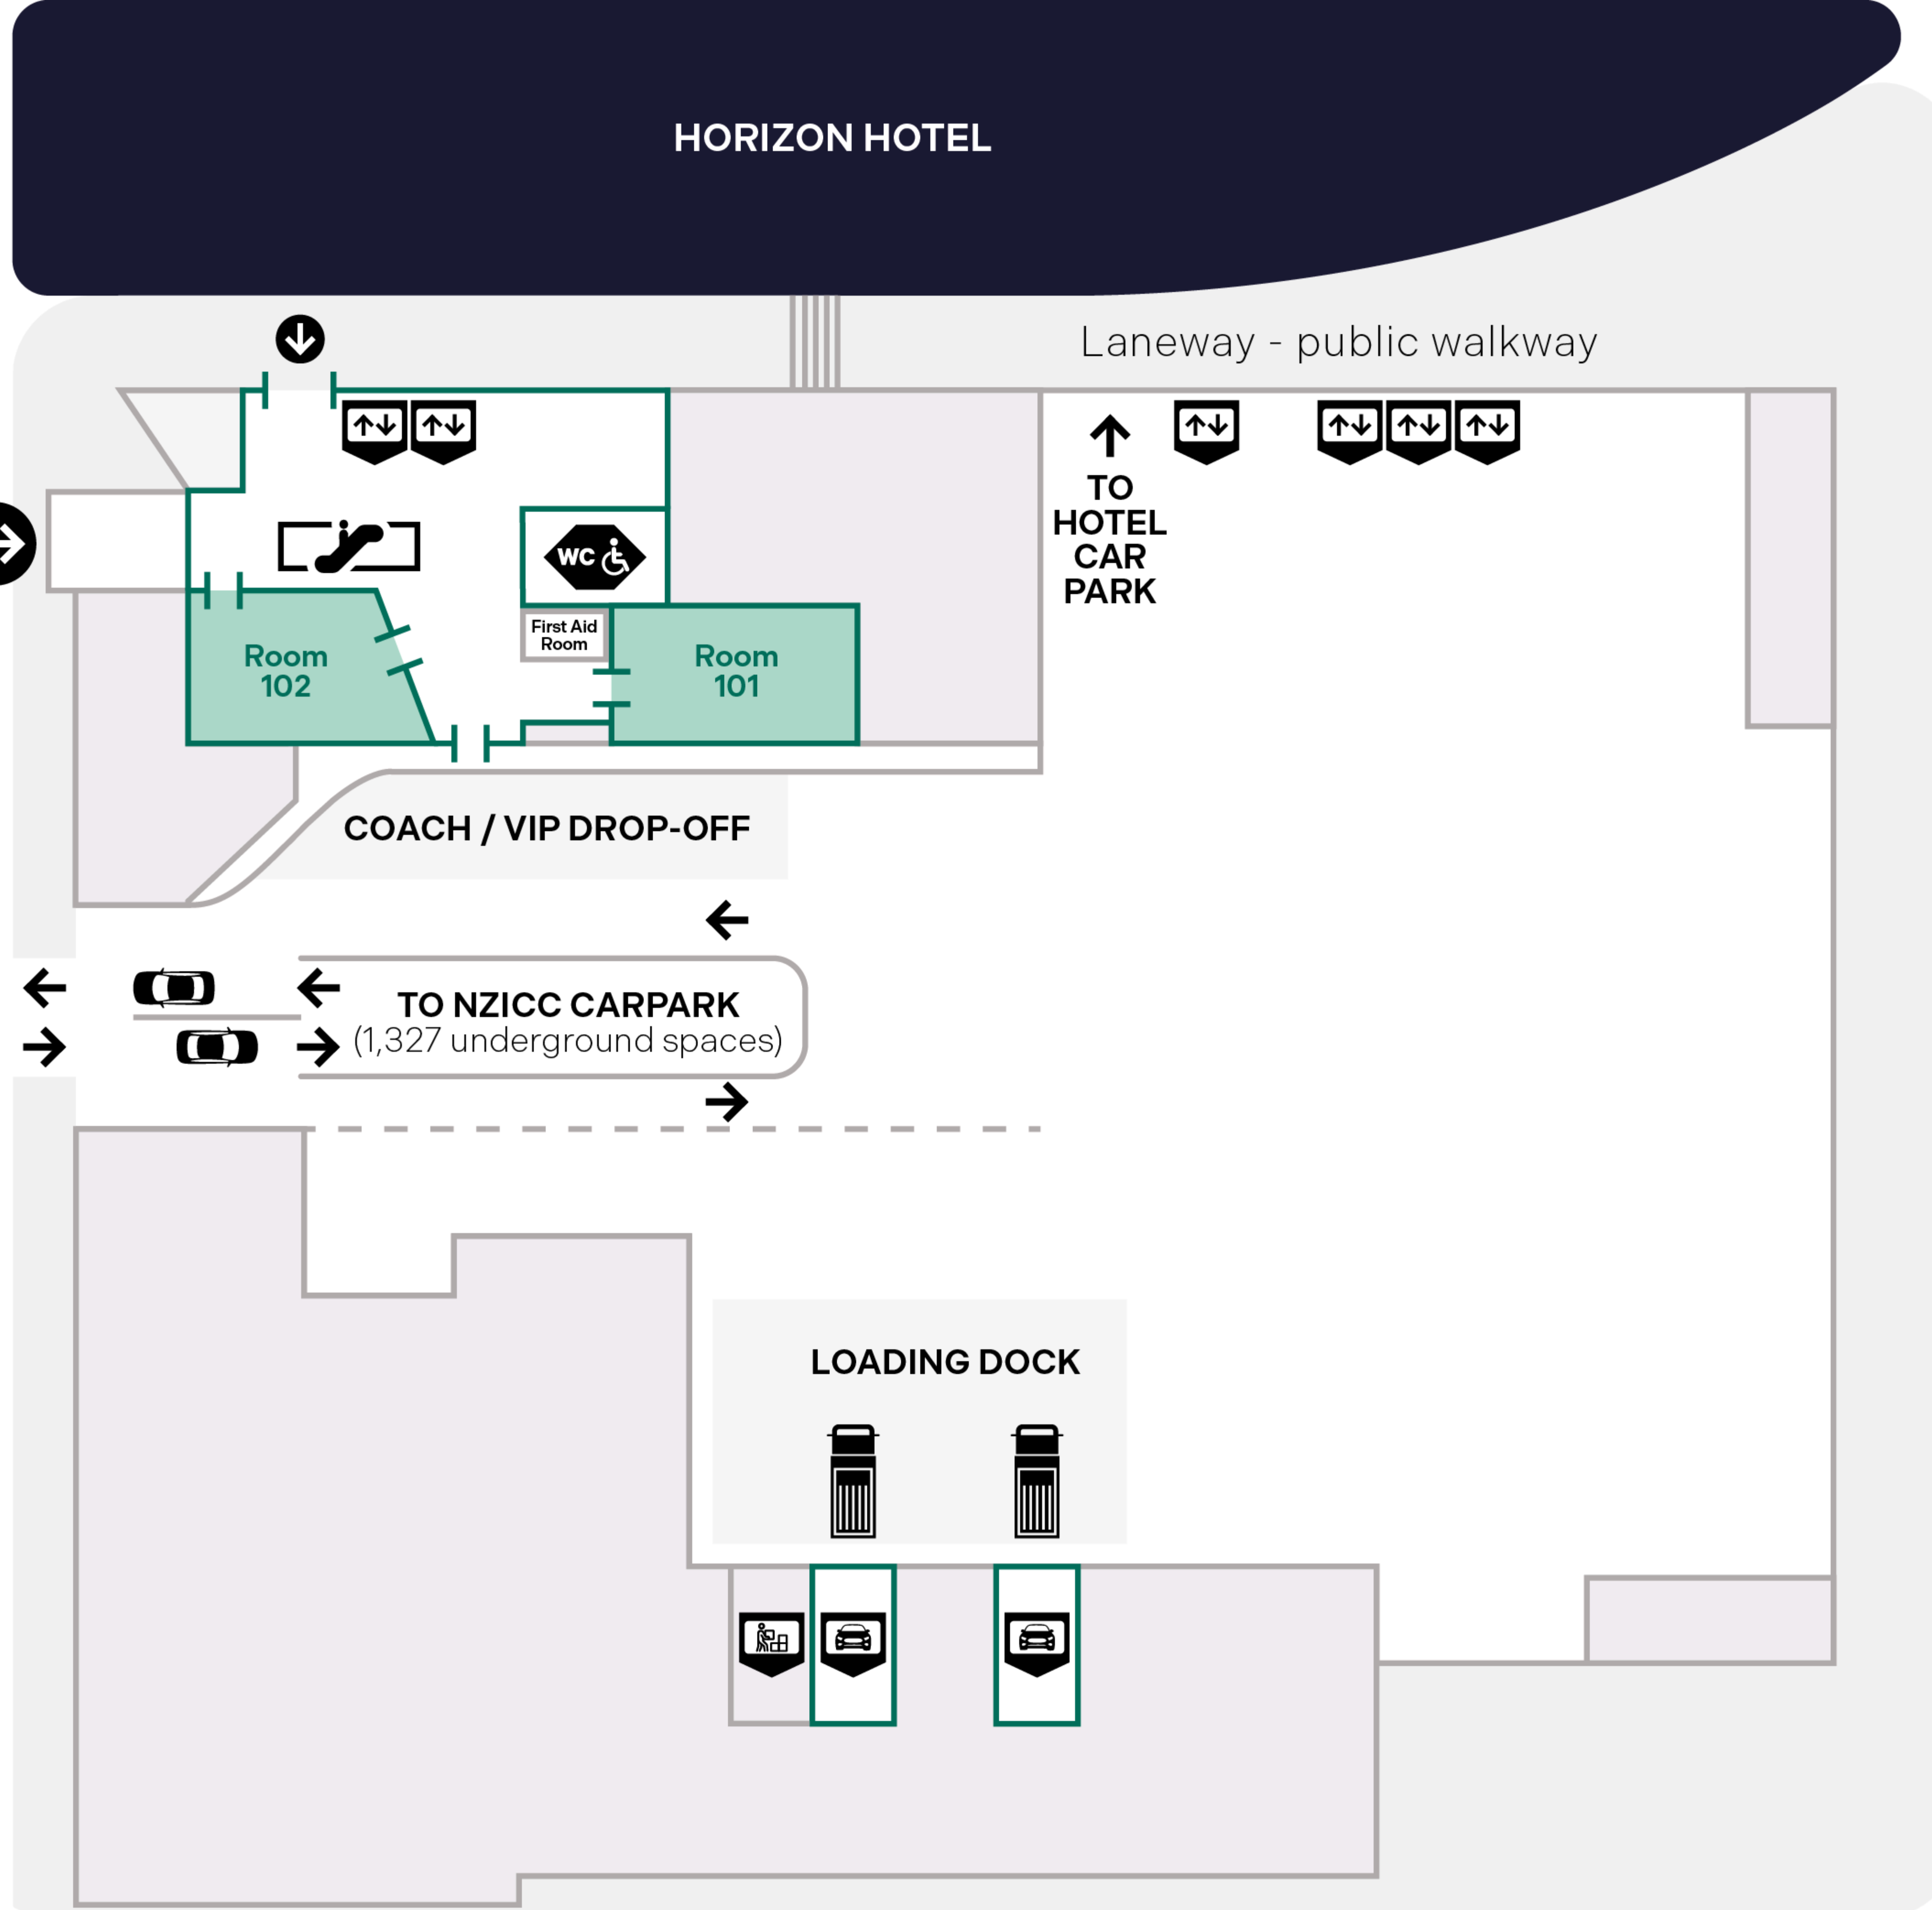 HORIZON HOTEL
Laneway - public walkway
TO
HOTEL
CAR
PARK
WC
First Aid
Room
Room
102
Room
101
COACH / VIP DROP-OFF
TO NZICC CARPARK
(1,327 underground spaces)
LOADING DOCK